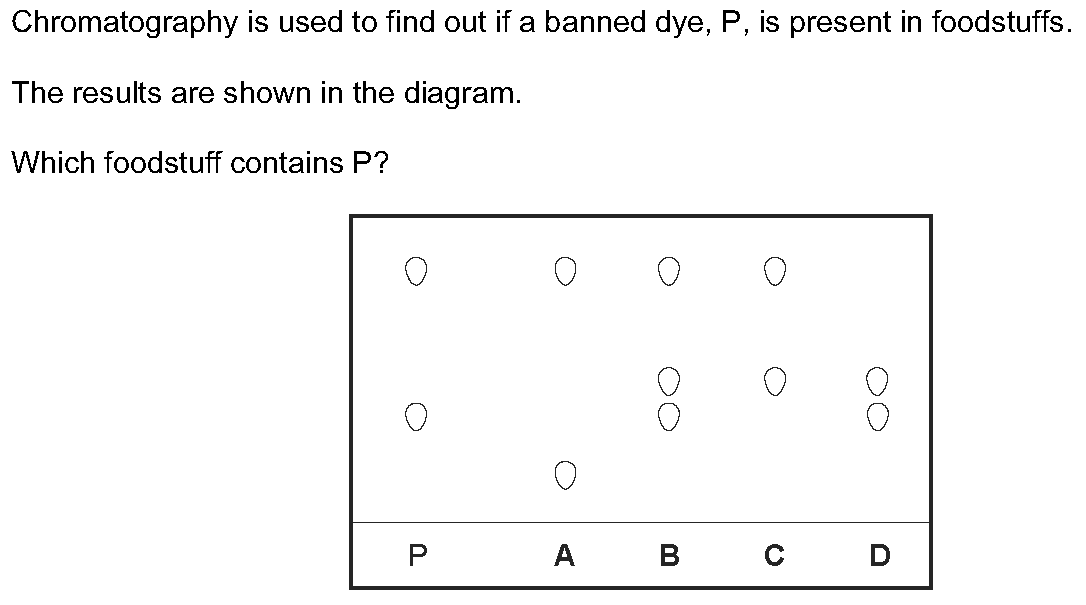 Chromatography is used to find out if a banned dye, P, is present in foodstuffs.
The results are shown in the diagram.
Which foodstuff contains P?
P A B C D